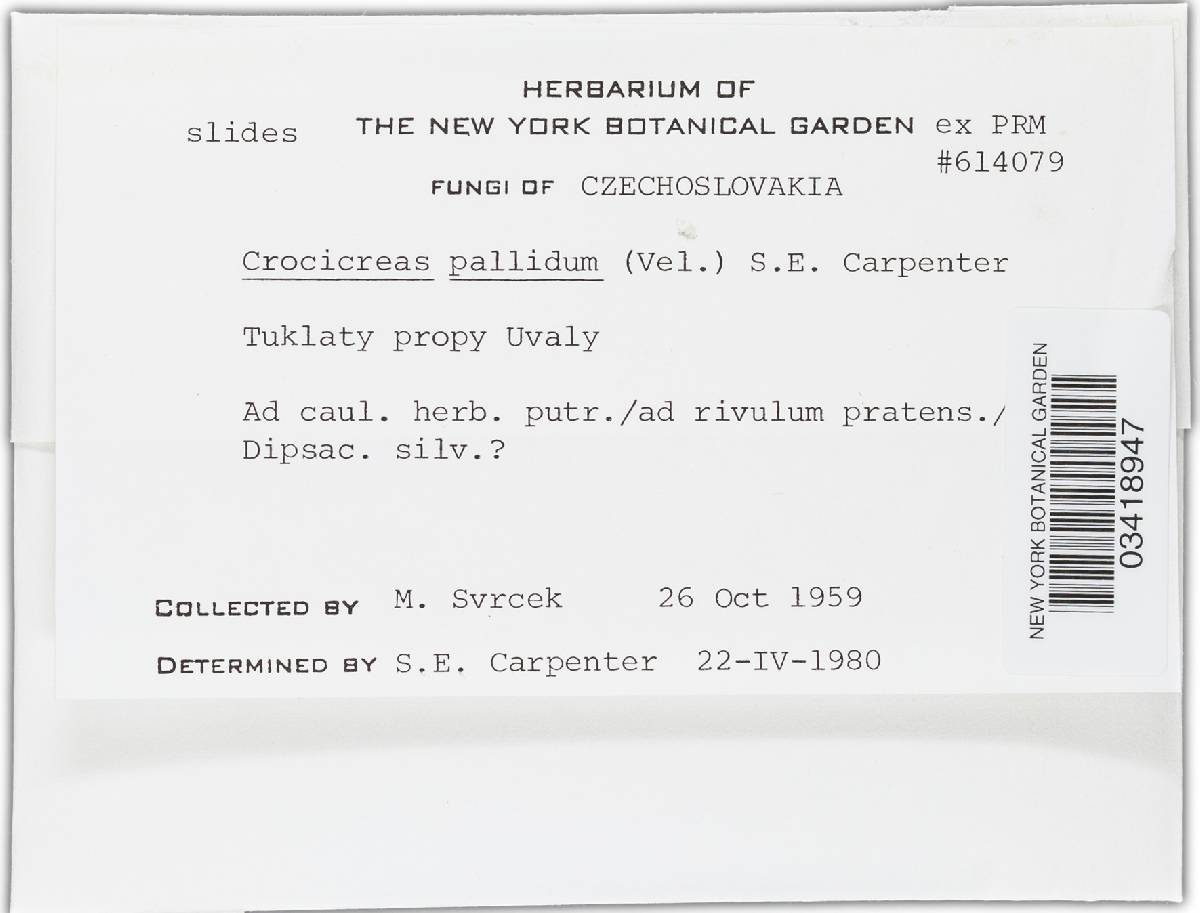 HERBARIUM OF
slides THE NEW YORK BOTANICAL GARDEN ex PRM
#614079
FUNGI OF CZECHOSLOVAKIA
Crocicreas pallidum (Vel.) S.E. Carpenter
Tuklaty propy Uvaly
Ad caul. herb. putr./ad rivulum pratens./
Dipsac. silv.?
COLLECTED BY M. Svrcek 26 Oct 1959
DETERMINED BY S.E. Carpenter 22-IV-1980
NEW YORK BOTANICAL GARDEN
03418947